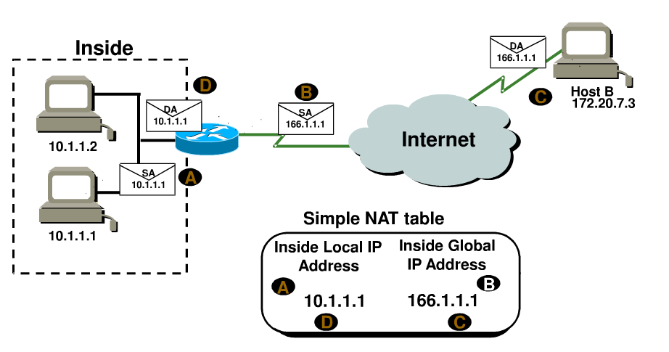 Inside
D
DA
10.1.1.1
10.1.1.2
SA
10.1.1.1
A
10.1.1.1
B
SA
166.1.1.1
Internet
DA
166.1.1.1
C
Host B
172.20.7.3
Simple NAT table
Inside Local IP
Address
Inside Global
IP Address
A
B
10.1.1.1
166.1.1.1
D
C